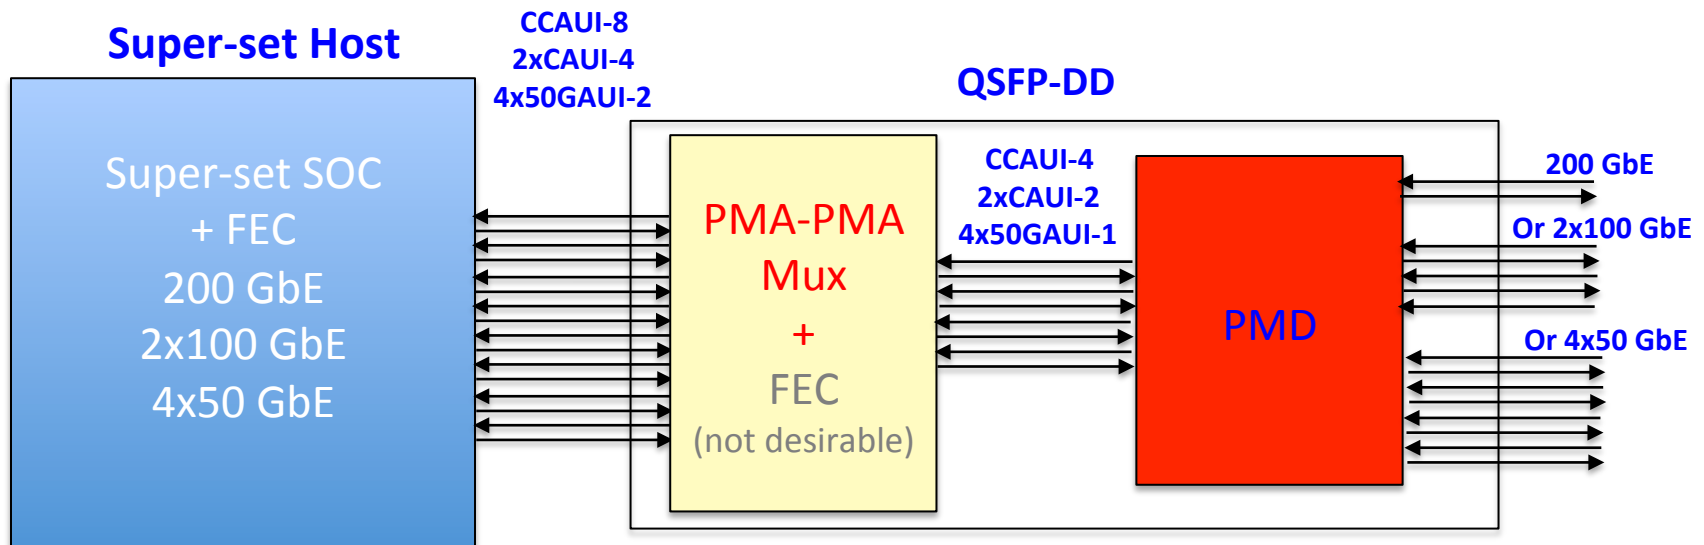 Super-set Host
CCAUI-8
2xCAUI-4
4x50GAUI-2
QSFP-DD
Super-set SOC
+ FEC
200 GbE
2x100 GbE
4x50 GbE
PMA-PMA
Mux
+
FEC
(not desirable)
CCAUI-4
2xCAUI-2
4x50GAUI-1
PMD
200 GbE
Or 2x100 GbE
Or 4x50 GbE